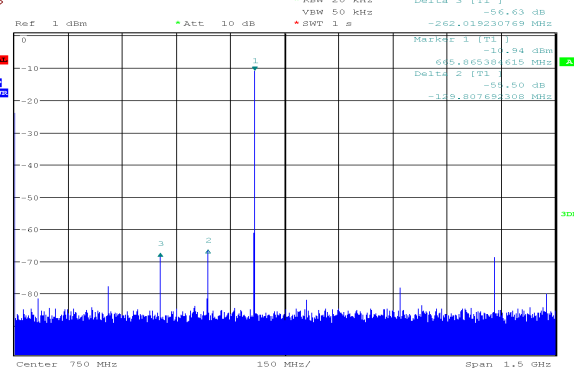 RBW 20 kHz
Delta 3 [T1 ]
VBW 50 kHz
-56.63 dB
Ref 1 dBm
*Att 10 dB
*SWT 1 s
-262.019230769 MHz
Marker 1 [T1 ]
-10.94 dBm
665.865384615 MHz
Delta 2 [T1 ]
-55.50 dB
-129.807692308 MHz
A
0
-10
-20
-30
-40
-50
-60
-70
-80
1
2
3
Center 750 MHz
150 MHz/
Span 1.5 GHz